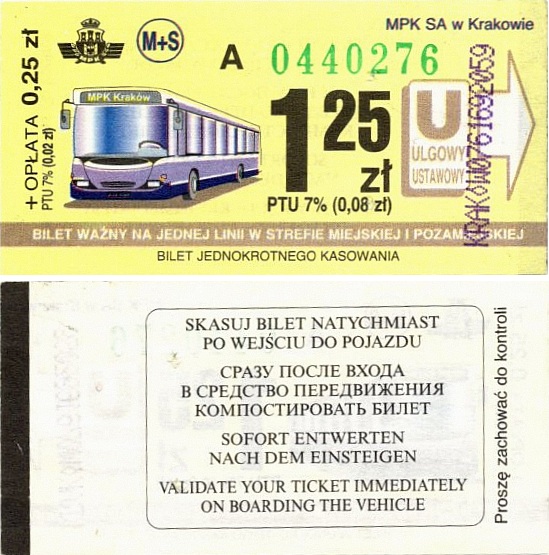 MPK SA w Krakowie
M+S
A 0440276
+ OPŁATA 0,25 zł
PTU 7% (0,02 zł)
MPK Kraków
1 25 zł
PTU 7% (0,08 zł)
U
ULGOWY
USTAWOWY
BILET WAŻNY NA JEDNEJ LINII W STREFIE MIEJSKIEJ I POZAMIEJSKIEJ
BILET JEDNOKROTNEGO KASOWANIA
SKASUJ BILET NATYCHMIAST
PO WEJŚCIU DO POJAZDU
СРАЗУ ПОСЛЕ ВХОДА
В СРЕДСТВО ПЕРЕДВИЖЕНИЯ
КОМПОСТИРОВАТЬ БИЛЕТ
SOFORT ENTWERTEN
NACH DEM EINSTEIGEN
VALIDATE YOUR TICKET IMMEDIATELY
ON BOARDING THE VEHICLE
Proszę zachować do kontroli